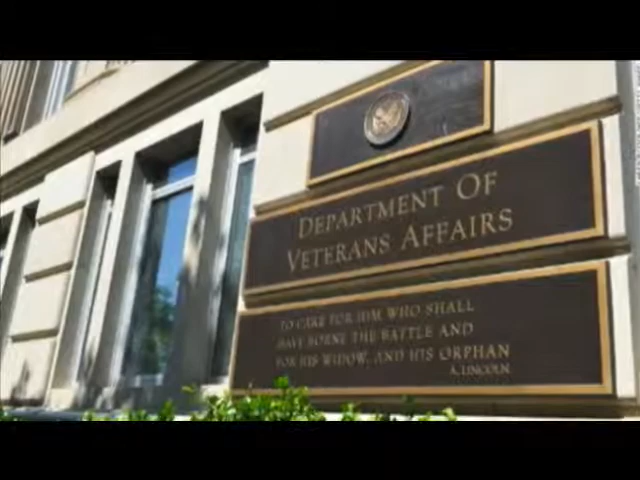 DEPARTMENT OF
VETERANS AFFAIRS
TO CARE FOR HIM WHO SHALL
HAVE BORNE THE BATTLE AND
FOR HIS WIDOW, AND HIS ORPHAN
A. LINCOLN